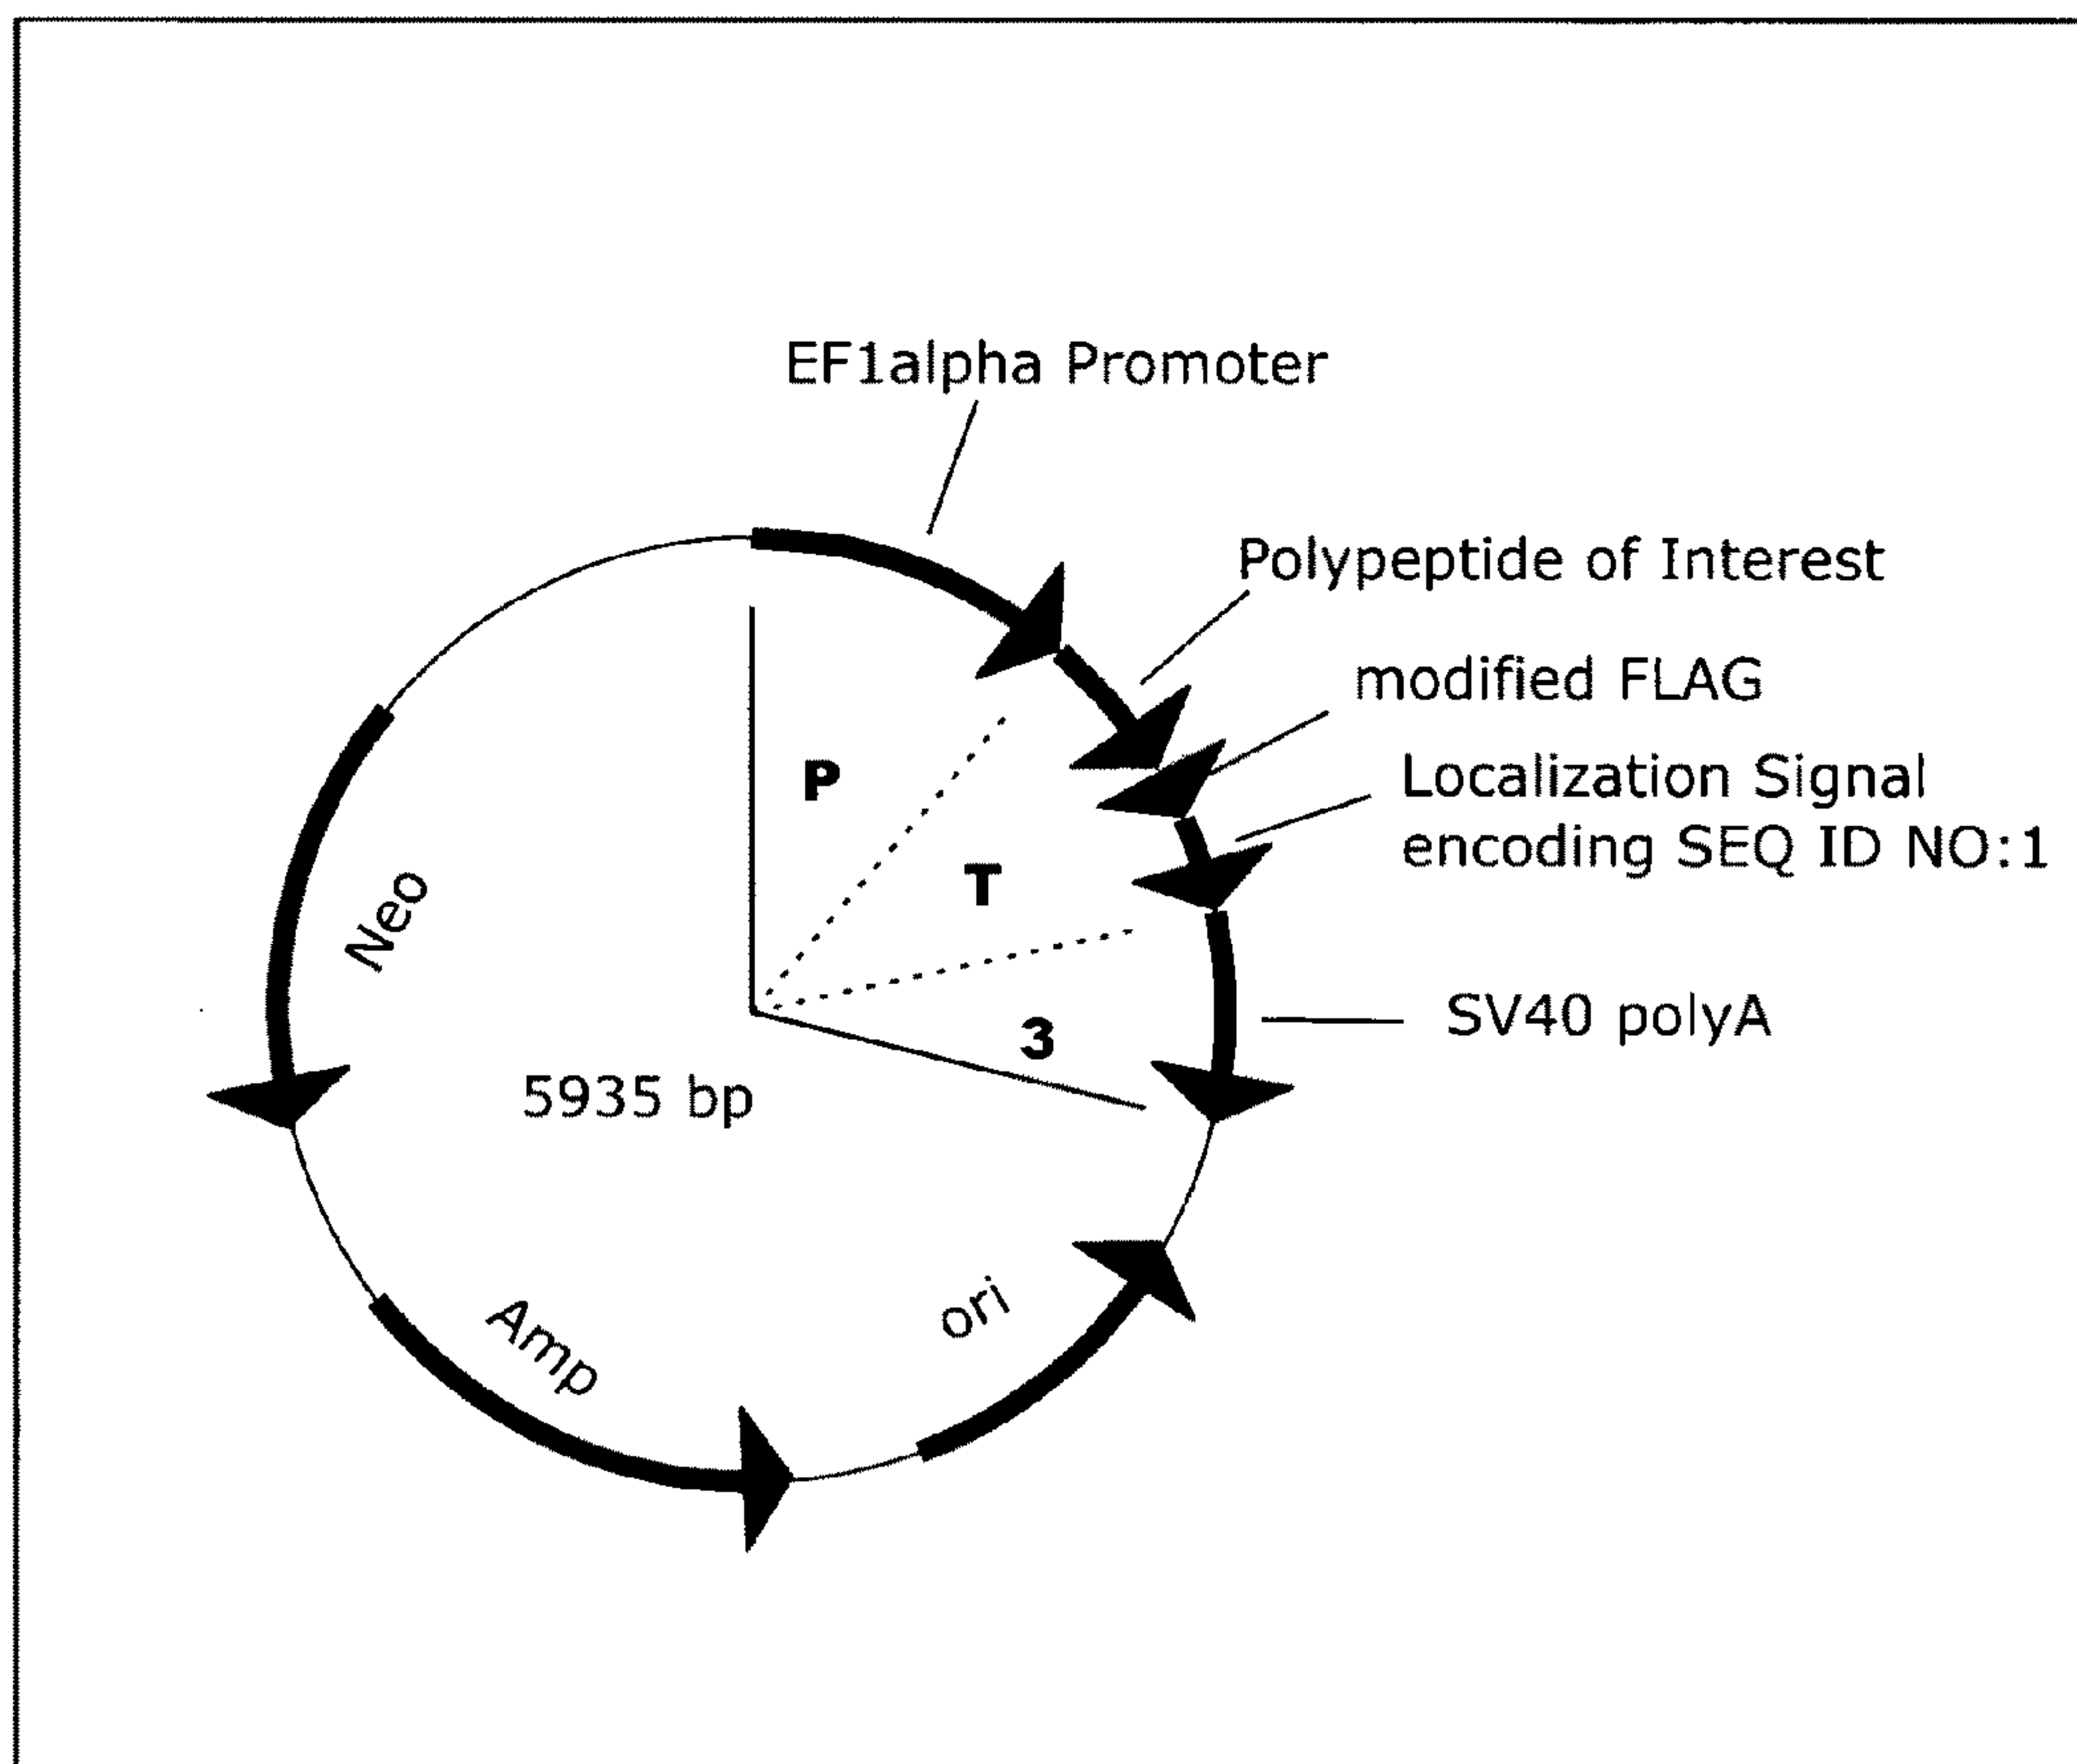 EF1alpha Promoter
Polypeptide of Interest
modified FLAG
Localization Signal
encoding SEQ ID NO:1
P
T
Neo
3
SV40 polyA
5935 bp
ori
Amp